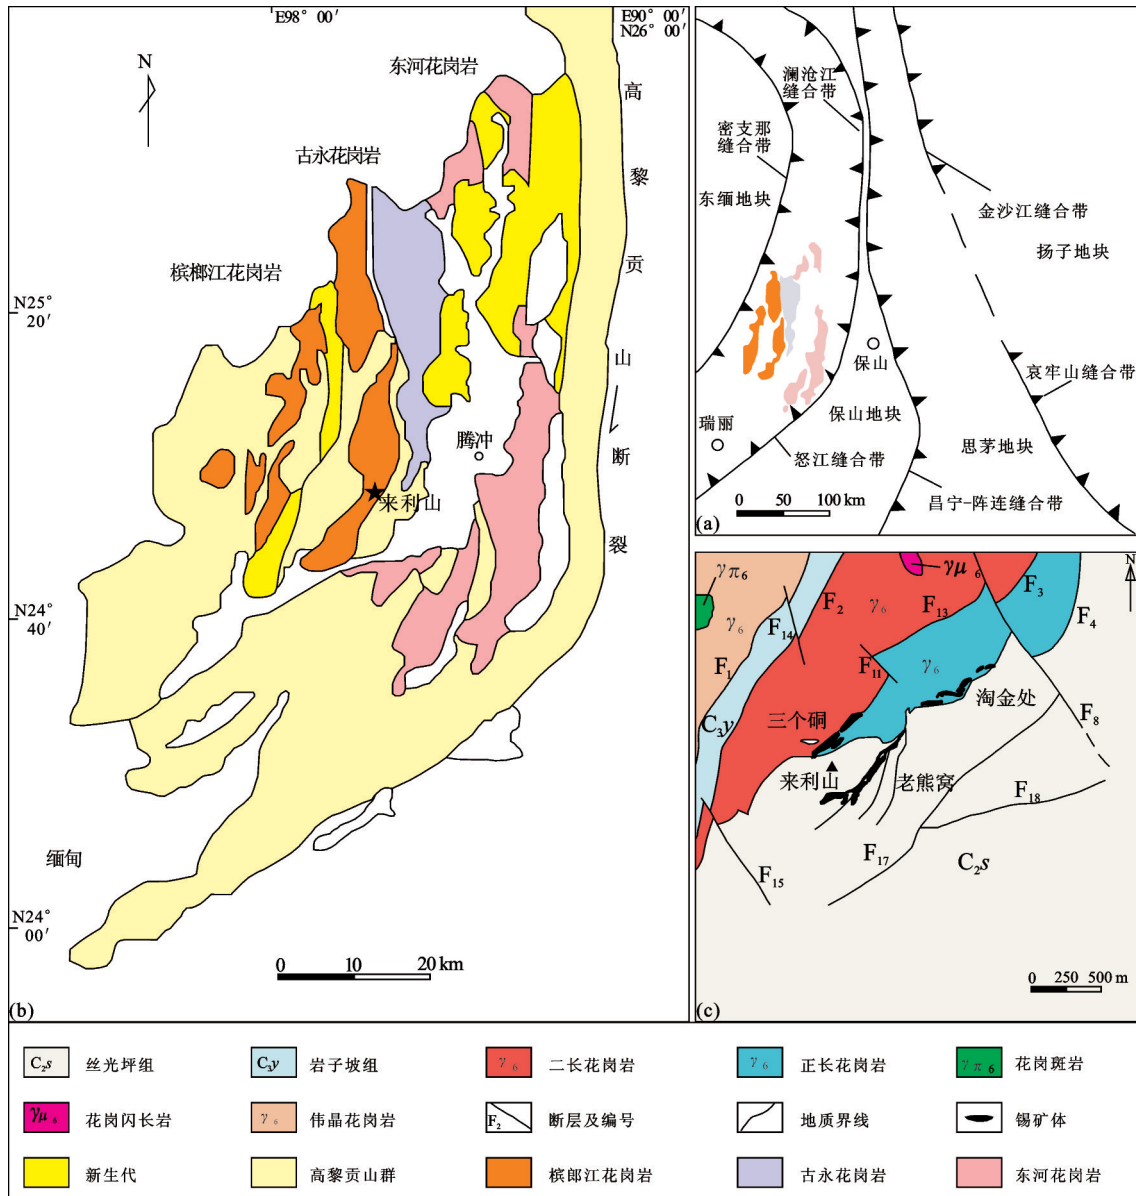 E98° 00′
E90° 00′
N26° 00′
N
东河花岗岩
高
黎
贡
山
断
裂
古永花岗岩
槟榔江花岗岩
N25°
20′
腾冲
来利山
N24°
40′
缅甸
N24°
00′
0 10 20 km
(b)
澜沧江
缝合带
密支那
缝合带
东缅地块
金沙江缝合带
扬子地块
保山
哀牢山缝合带
保山地块
瑞丽
思茅地块
怒江缝合带
昌宁-阵连缝合带
0 50 100 km
(a)
γπ₆
γμ₆
N
F₂
γ₆
F₁₃
F₃
γ₆
F₁₄
F₄
F₁
F₁₁
γ₆
C₃y
三个硐
淘金处
F₈
来利山
老熊窝
F₁₈
F₁₇
C₂s
F₁₅
0 250 500 m
(c)
C₂s 丝光坪组
C₃y 岩子坡组
γ₆ 二长花岗岩
γ₆ 正长花岗岩
γπ₆ 花岗斑岩
γμ₆ 花岗闪长岩
γ₆ 伟晶花岗岩
F₂ 断层及编号
地质界线
锡矿体
新生代
高黎贡山群
槟郎江花岗岩
古永花岗岩
东河花岗岩